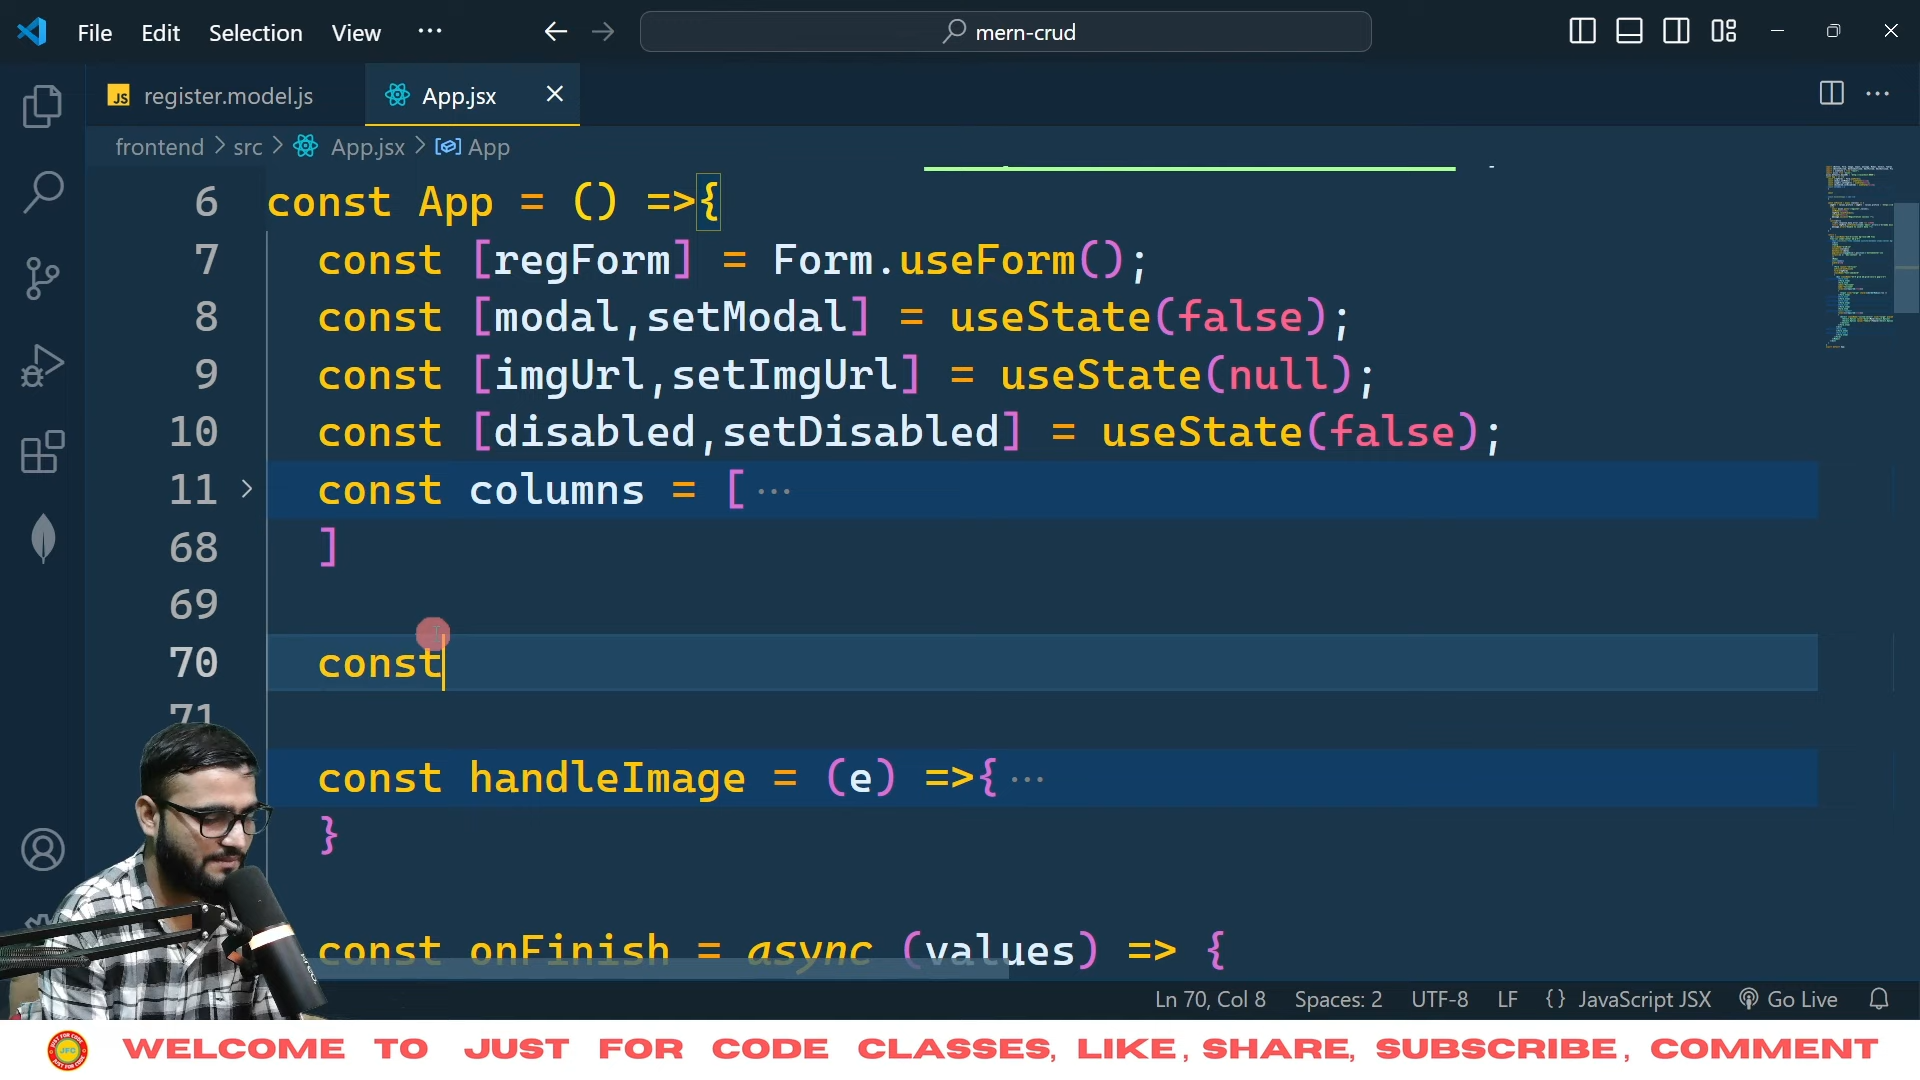 File Edit Selection View ··· mern-crud
JS register.model.js App.jsx
frontend > src > App.jsx > App
6 const App = () =>{
7 const [regForm] = Form.useForm();
8 const [modal,setModal] = useState(false);
9 const [imgUrl,setImgUrl] = useState(null);
10 const [disabled,setDisabled] = useState(false);
11 const columns = [ ···
68 ]
69
70 const
71
const handleImage = (e) =>{ ···
}
const onFinish = async (values) => {
Ln 70, Col 8 Spaces: 2 UTF-8 LF {} JavaScript JSX Go Live
WELCOME TO JUST FOR CODE CLASSES, LIKE, SHARE, SUBSCRIBE, COMMENT